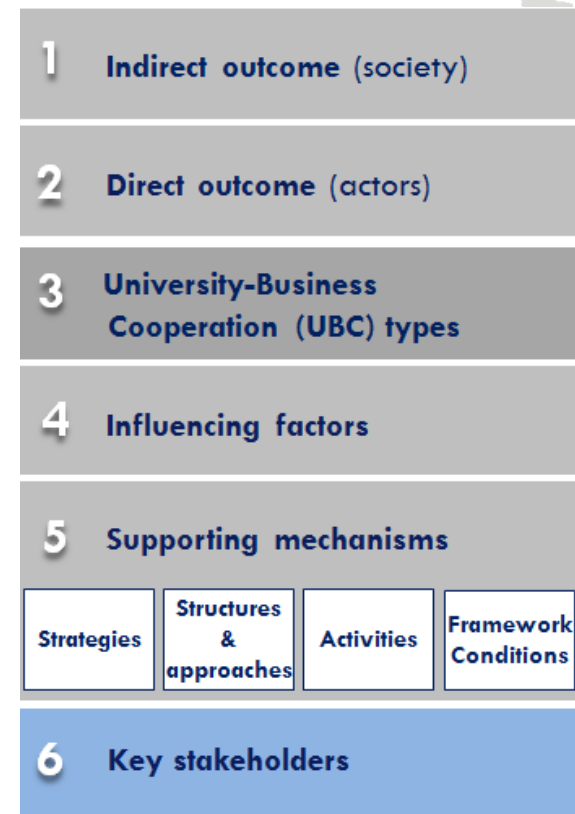 1
Indirect outcome (society)
2
Direct outcome (actors)
3
University-Business
Cooperation (UBC) types
4
Influencing factors
5
Supporting mechanisms
Strategies
Structures
&
approaches
Activities
Framework
Conditions
6
Key stakeholders